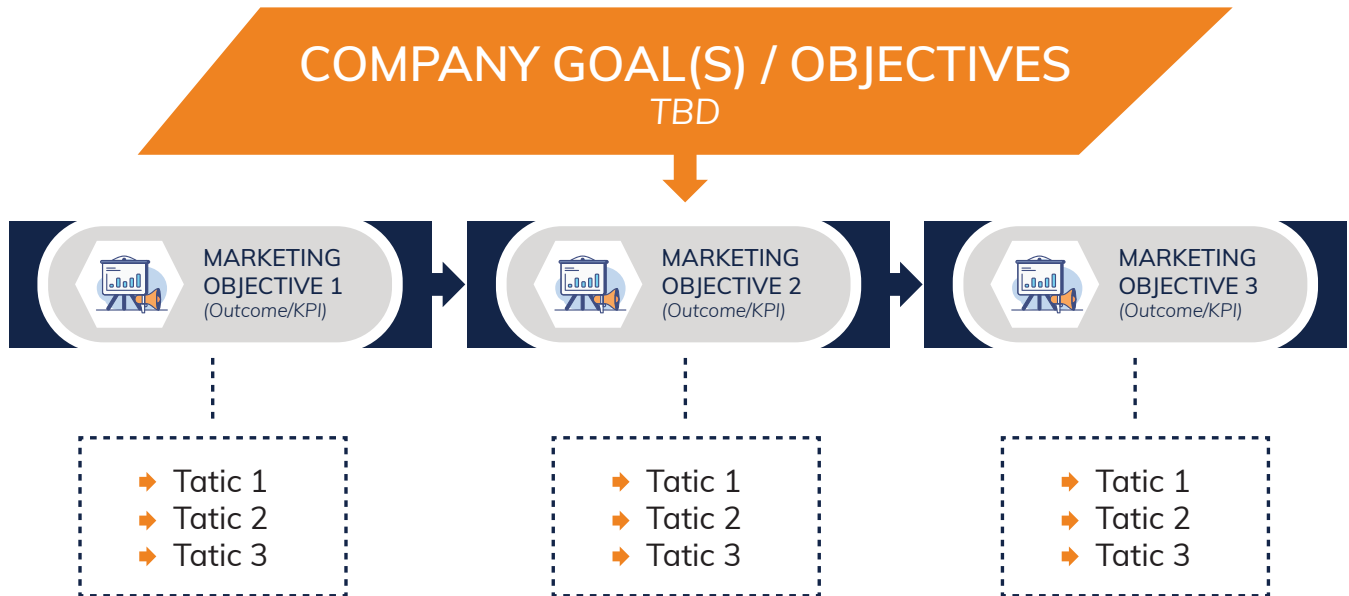 COMPANY GOAL(S) / OBJECTIVES
TBD
MARKETING
OBJECTIVE 1
(Outcome/KPI)
MARKETING
OBJECTIVE 2
(Outcome/KPI)
MARKETING
OBJECTIVE 3
(Outcome/KPI)
Tatic 1
Tatic 2
Tatic 3
Tatic 1
Tatic 2
Tatic 3
Tatic 1
Tatic 2
Tatic 3